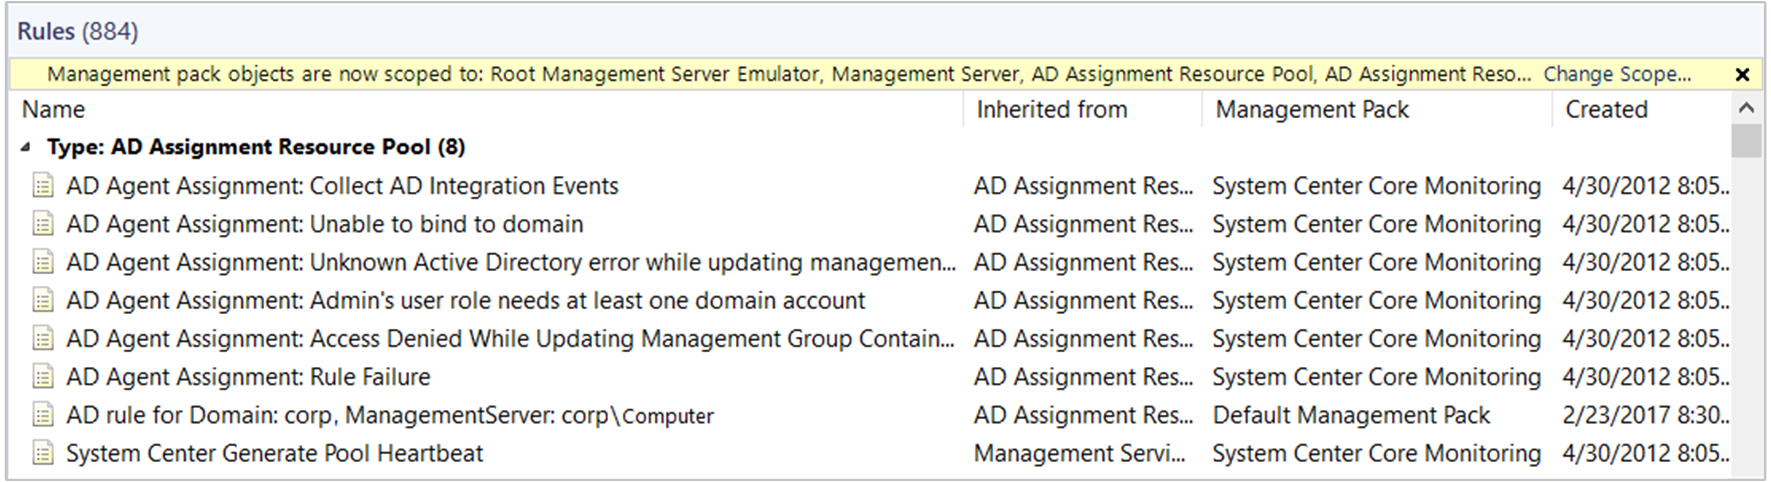 Rules (884)
Management pack objects are now scoped to: Root Management Server Emulator, Management Server, AD Assignment Resource Pool, AD Assignment Reso... Change Scope...
Name Inherited from Management Pack Created
Type: AD Assignment Resource Pool (8)
AD Agent Assignment: Collect AD Integration Events AD Assignment Res... System Center Core Monitoring 4/30/2012 8:05..
AD Agent Assignment: Unable to bind to domain AD Assignment Res... System Center Core Monitoring 4/30/2012 8:05..
AD Agent Assignment: Unknown Active Directory error while updating managemen... AD Assignment Res... System Center Core Monitoring 4/30/2012 8:05..
AD Agent Assignment: Admin's user role needs at least one domain account AD Assignment Res... System Center Core Monitoring 4/30/2012 8:05..
AD Agent Assignment: Access Denied While Updating Management Group Contain... AD Assignment Res... System Center Core Monitoring 4/30/2012 8:05..
AD Agent Assignment: Rule Failure AD Assignment Res... System Center Core Monitoring 4/30/2012 8:05..
AD rule for Domain: corp, ManagementServer: corp\Computer AD Assignment Res... Default Management Pack 2/23/2017 8:30..
System Center Generate Pool Heartbeat Management Servi... System Center Core Monitoring 4/30/2012 8:05..